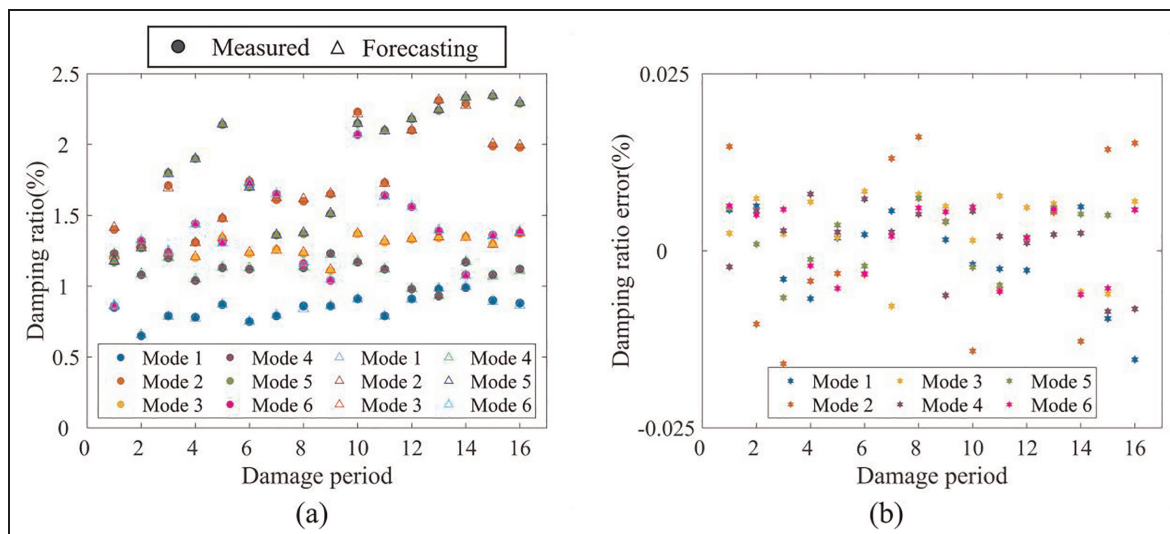 Measured Forecasting
2.5
2
1.5
1
0.5
0
Damping ratio(%)
Mode 1 Mode 4 Mode 1 Mode 4
Mode 2 Mode 5 Mode 2 Mode 5
Mode 3 Mode 6 Mode 3 Mode 6
0 2 4 6 8 10 12 14 16
Damage period
(a)
0.025
0
-0.025
Damping ratio error(%)
Mode 1 Mode 3 Mode 5
Mode 2 Mode 4 Mode 6
0 2 4 6 8 10 12 14 16
Damage period
(b)